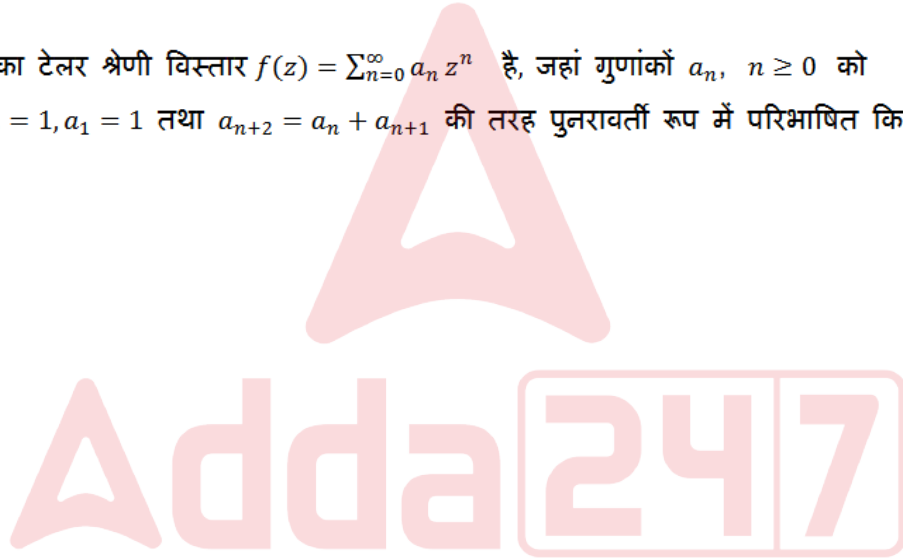 का टेलर श्रेणी विस्तार f(z) = ∑_{n=0}^{∞} a_n z^n है, जहां गुणांकों a_n, n ≥ 0 को
= 1, a_1 = 1 तथा a_{n+2} = a_n + a_{n+1} की तरह पुनरावर्ती रूप में परिभाषित कि
Adda247